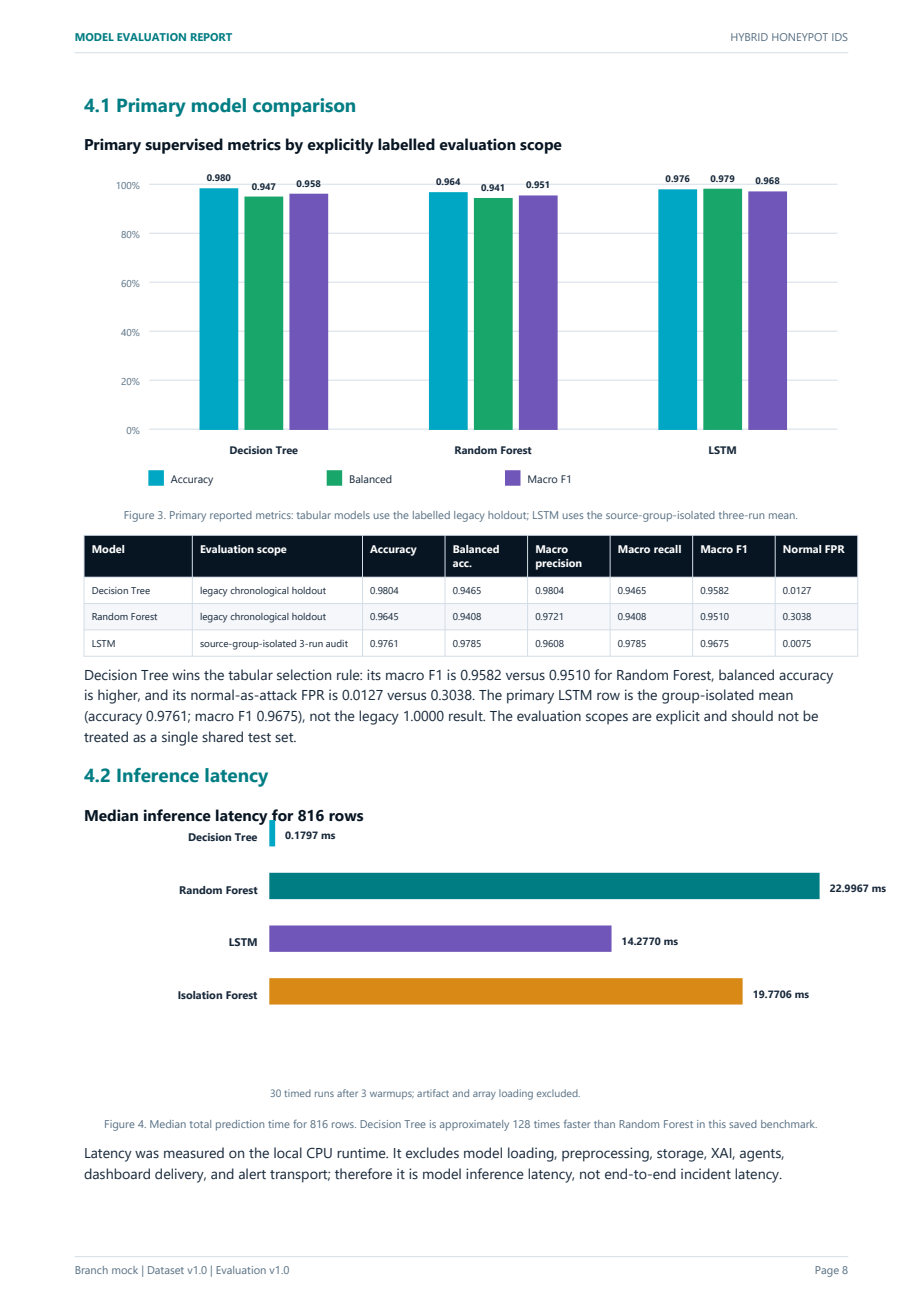 MODEL EVALUATION REPORT
HYBRID HONEYPOT IDS
4.1 Primary model comparison
Primary supervised metrics by explicitly labelled evaluation scope
100%
80%
60%
40%
20%
0%
0.980
0.947
0.958
0.964
0.941
0.951
0.976
0.979
0.968
Decision Tree
Random Forest
LSTM
Accuracy
Balanced
Macro F1
Figure 3. Primary reported metrics: tabular models use the labelled legacy holdout; LSTM uses the source-group-isolated three-run mean.
Model Evaluation scope Accuracy Balanced acc. Macro precision Macro recall Macro F1 Normal FPR
Decision Tree legacy chronological holdout 0.9804 0.9465 0.9804 0.9465 0.9582 0.0127
Random Forest legacy chronological holdout 0.9645 0.9408 0.9721 0.9408 0.9510 0.3038
LSTM source-group-isolated 3-run audit 0.9761 0.9785 0.9608 0.9785 0.9675 0.0075
Decision Tree wins the tabular selection rule: its macro F1 is 0.9582 versus 0.9510 for Random Forest, balanced accuracy
is higher, and its normal-as-attack FPR is 0.0127 versus 0.3038. The primary LSTM row is the group-isolated mean
(accuracy 0.9761; macro F1 0.9675), not the legacy 1.0000 result. The evaluation scopes are explicit and should not be
treated as a single shared test set.
4.2 Inference latency
Median inference latency for 816 rows
Decision Tree 0.1797 ms
Random Forest 22.9967 ms
LSTM 14.2770 ms
Isolation Forest 19.7706 ms
30 timed runs after 3 warmups; artifact and array loading excluded.
Figure 4. Median total prediction time for 816 rows. Decision Tree is approximately 128 times faster than Random Forest in this saved benchmark.
Latency was measured on the local CPU runtime. It excludes model loading, preprocessing, storage, XAI, agents,
dashboard delivery, and alert transport; therefore it is model inference latency, not end-to-end incident latency.
Branch mock | Dataset v1.0 | Evaluation v1.0
Page 8